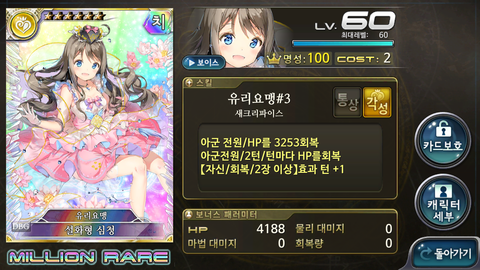 치
LV. 60
최대레벨: 60
보이스
명성:100
COST: 2
스킬
유리요맹#3
새크리파이스
통상
각성
아군 전원/HP를 3253회복
아군전원/2턴/턴마다 HP를회복
【자신/회복/2장 이상】효과 턴 +1
카드보호
캐릭터
세부
유리요맹
DBG
선화형 심청
보너스 패러미터
HP 4188
물리 대미지 0
마법 대미지 0
회복량 0
MILLION RARE
돌아가기